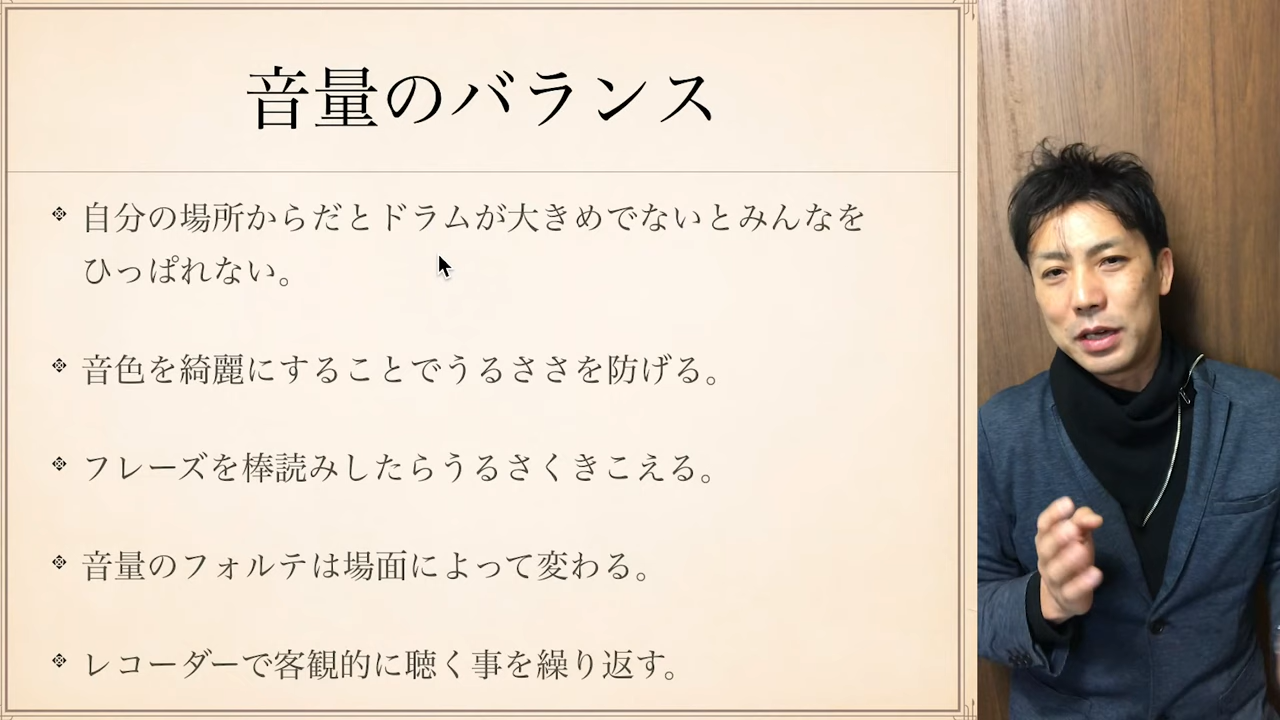 音量のバランス
自分の場所からだとドラムが大きめでないとみんなを
ひっぱれない。
音色を綺麗にすることでうるささを防げる。
フレーズを棒読みしたらうるさくきこえる。
音量のフォルテは場面によって変わる。
レコーダーで客観的に聴く事を繰り返す。